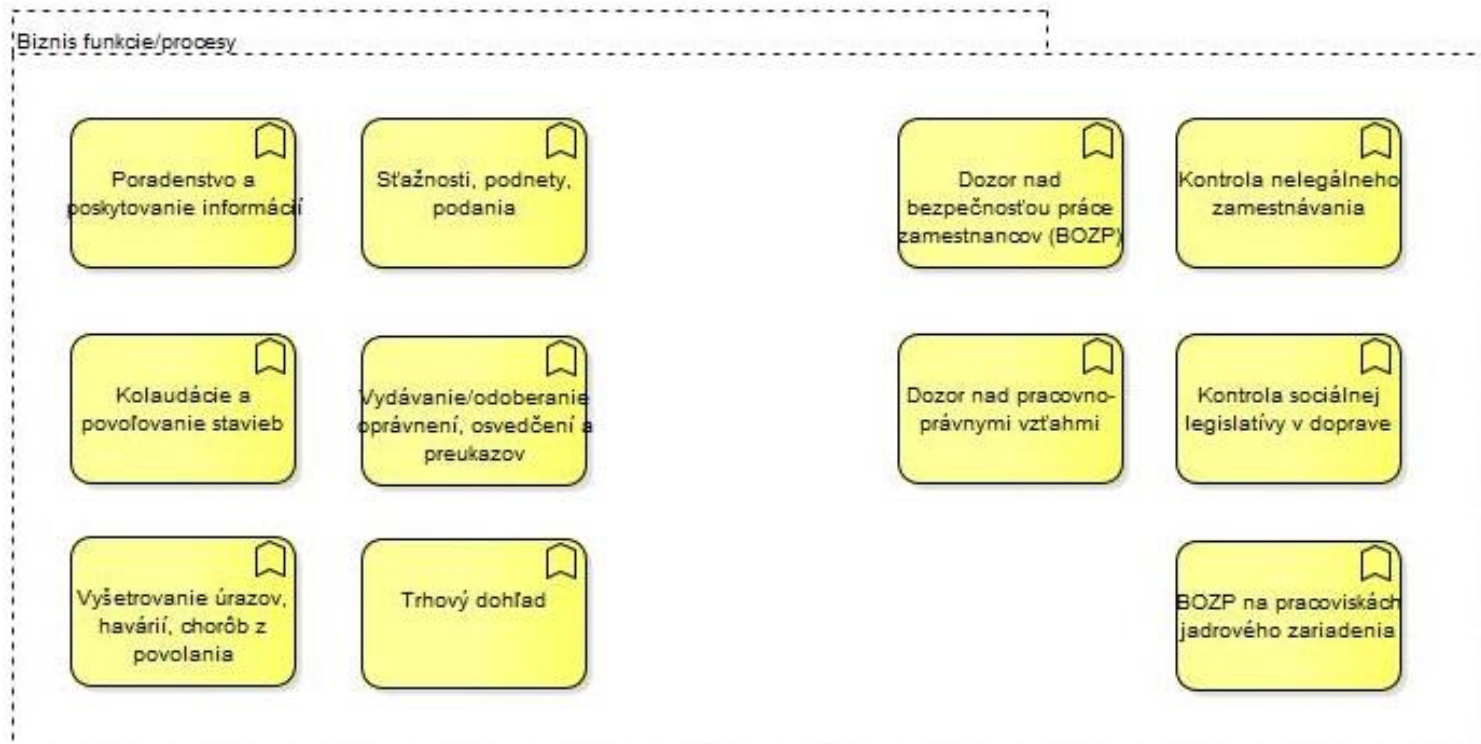 Biznis funkcie/procesy
Poradenstvo a
poskytovanie informácií
Sťažnosti, podnety,
podania
Dozor nad
bezpečnosťou práce
zamestnancov (BOZP)
Kontrola nelegálneho
zamestnávania
Kolaudácie a
povoľovanie stavieb
Vydávanie/odoberanie
oprávnení, osvedčení a
preukazov
Dozor nad pracovno-
právnymi vzťahmi
Kontrola sociálnej
legislatívy v doprave
Vyšetrovanie úrazov,
havárií, chorôb z
povolania
Trhový dohľad
BOZP na pracoviskách
jadrového zariadenia